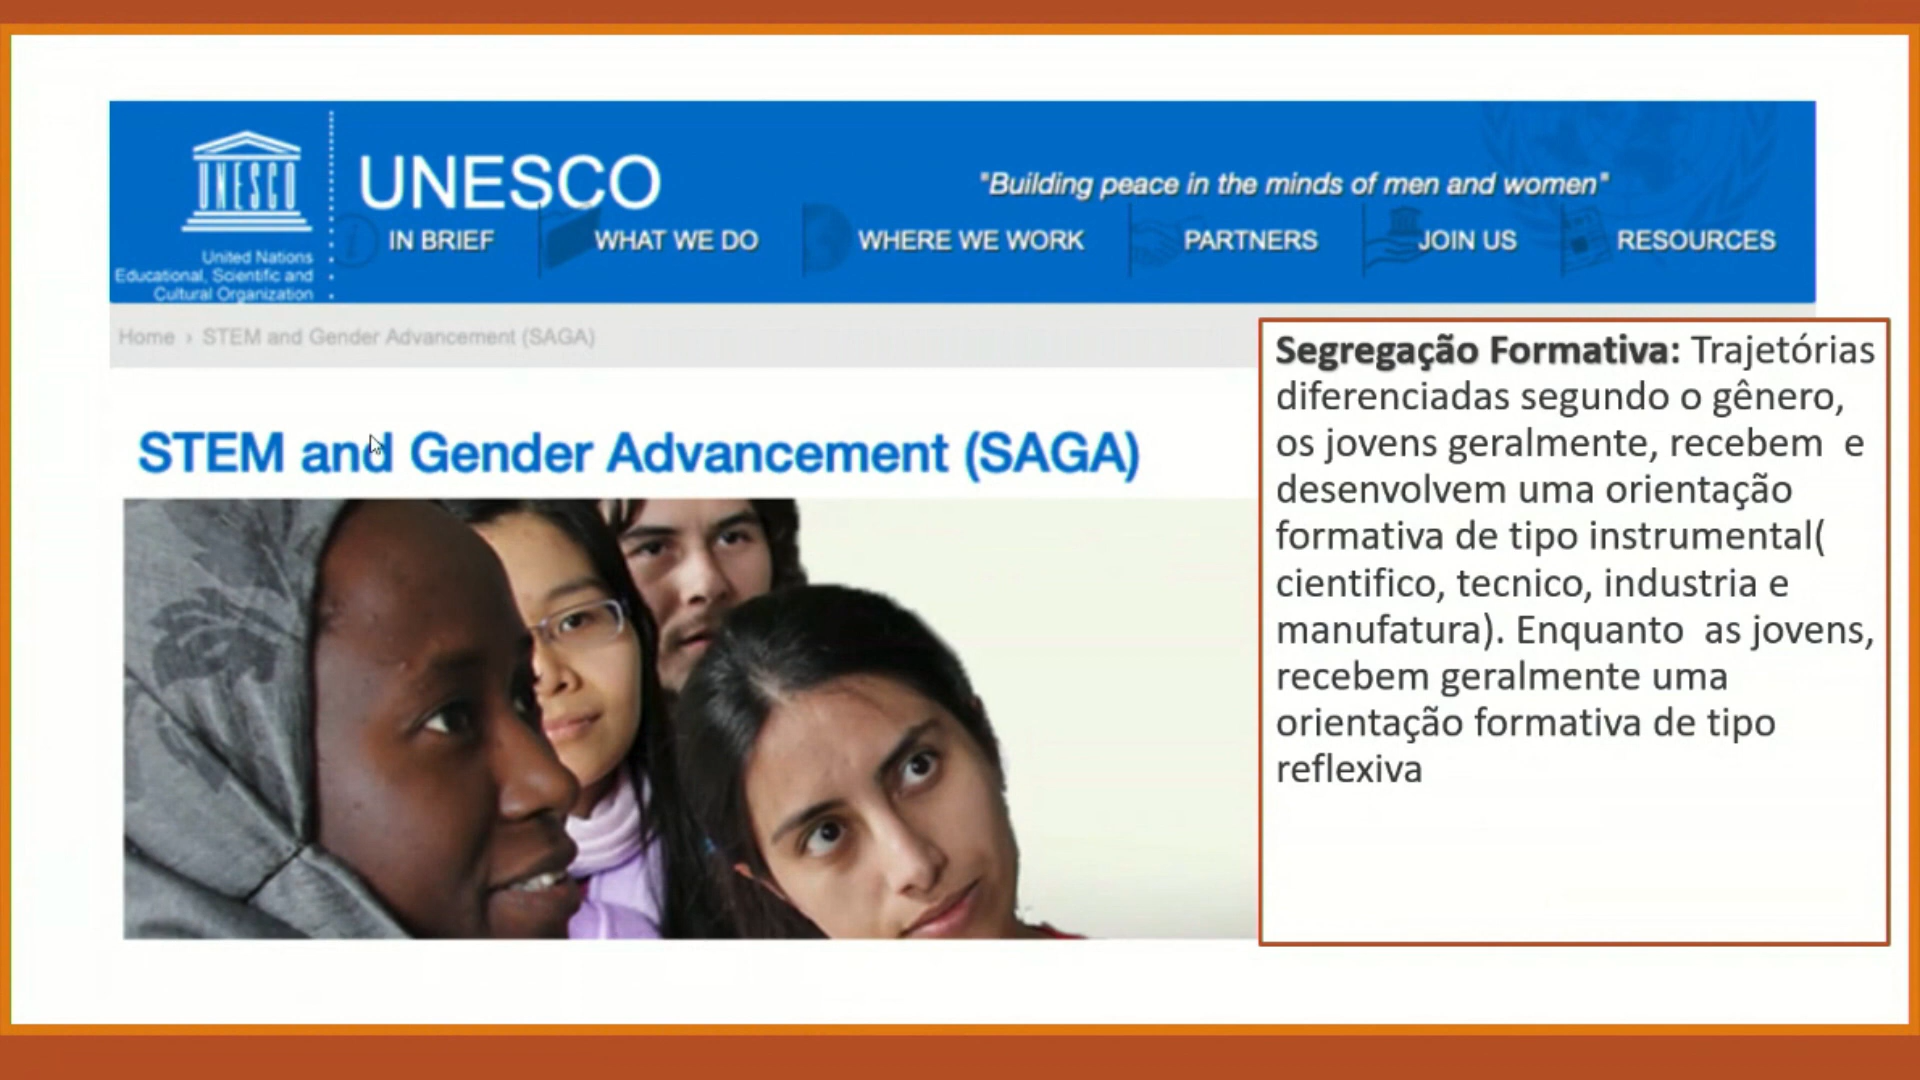 UNESCO
United Nations
Educational, Scientific and
Cultural Organization
UNESCO
"Building peace in the minds of men and women"
IN BRIEF WHAT WE DO WHERE WE WORK PARTNERS JOIN US RESOURCES
Home › STEM and Gender Advancement (SAGA)
STEM and Gender Advancement (SAGA)
Segregação Formativa: Trajetórias
diferenciadas segundo o gênero,
os jovens geralmente, recebem e
desenvolvem uma orientação
formativa de tipo instrumental(
cientifico, tecnico, industria e
manufatura). Enquanto as jovens,
recebem geralmente uma
orientação formativa de tipo
reflexiva